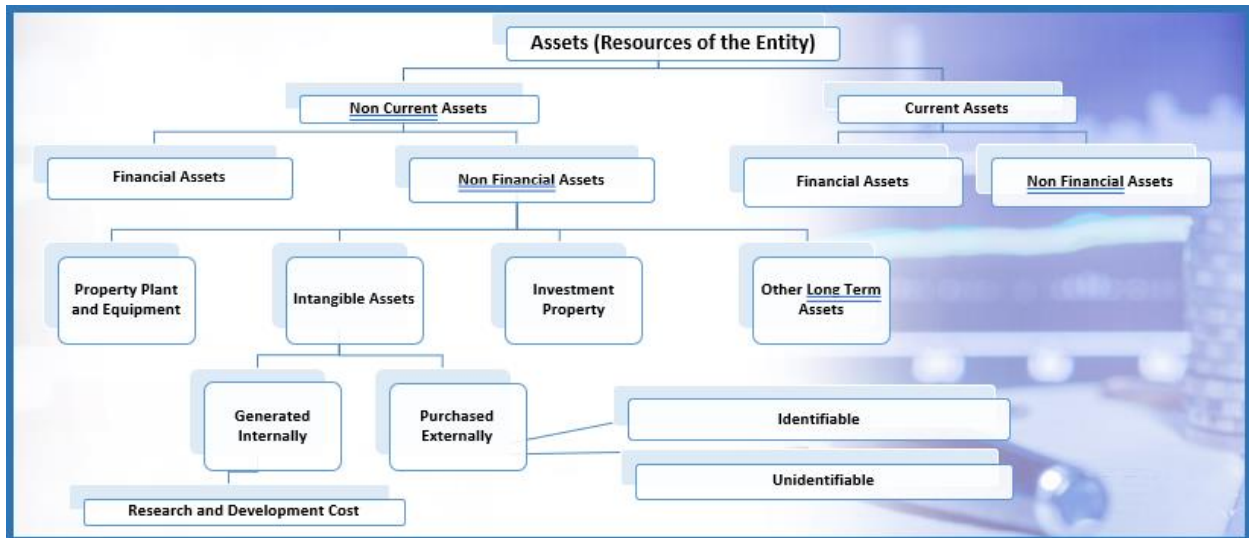 Assets (Resources of the Entity)
Non Current Assets
Current Assets
Financial Assets
Non Financial Assets
Financial Assets
Non Financial Assets
Property Plant
and Equipment
Intangible Assets
Investment
Property
Other Long Term
Assets
Generated
Internally
Purchased
Externally
Identifiable
Unidentifiable
Research and Development Cost